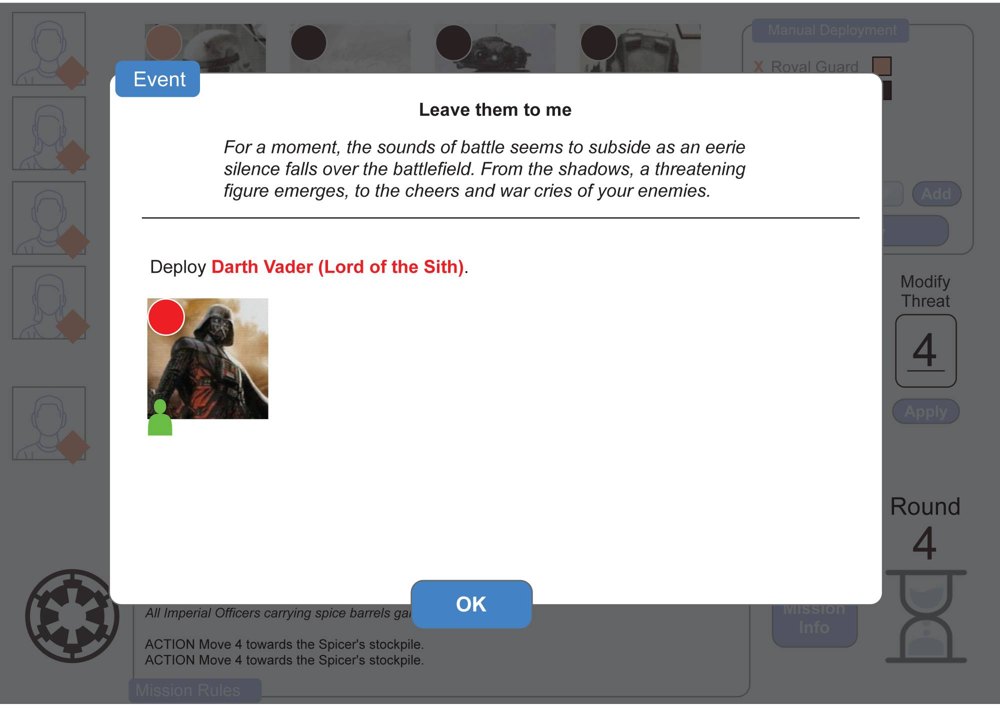 Manual Deployment
X Royal Guard
Event
Leave them to me
For a moment, the sounds of battle seems to subside as an eerie
silence falls over the battlefield. From the shadows, a threatening
figure emerges, to the cheers and war cries of your enemies.
Add
Deploy Darth Vader (Lord of the Sith).
Modify
Threat
4
Apply
Round
4
OK
All Imperial Officers carrying spice barrels
ACTION Move 4 towards the Spicer's stockpile.
ACTION Move 4 towards the Spicer's stockpile.
Mission
Info
Mission Rules